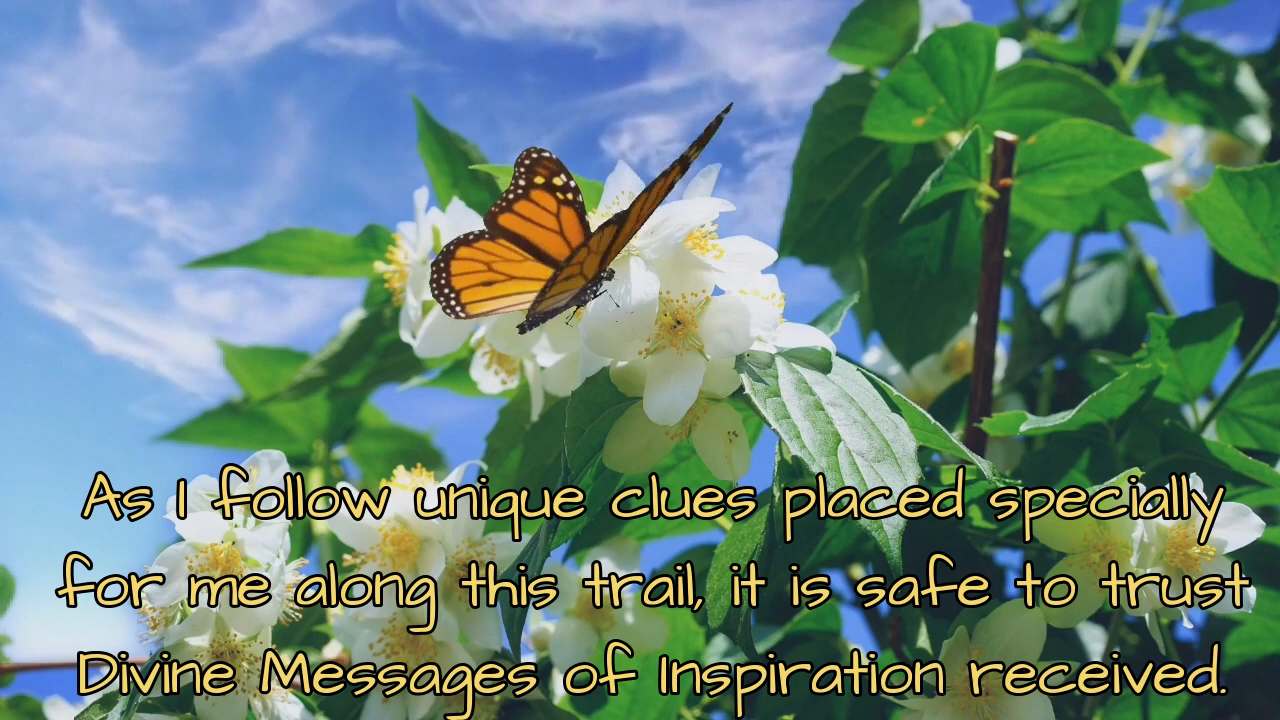 As I follow unique clues placed specially
for me along this trail, it is safe to trust
Divine Messages of Inspiration received.